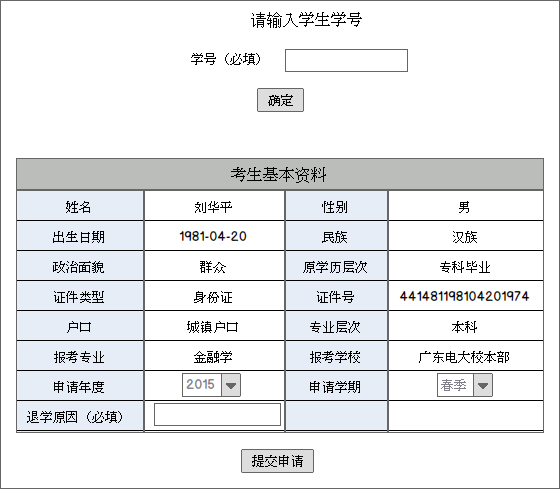 请输入学生学号
学号（必填）
确定
考生基本资料
姓名 刘华平 性别 男
出生日期 1981-04-20 民族 汉族
政治面貌 群众 原学历层次 专科毕业
证件类型 身份证 证件号 441481198104201974
户口 城镇户口 专业层次 本科
报考专业 金融学 报考学校 广东电大校本部
申请年度 2015 申请学期 春季
退学原因（必填）
提交申请